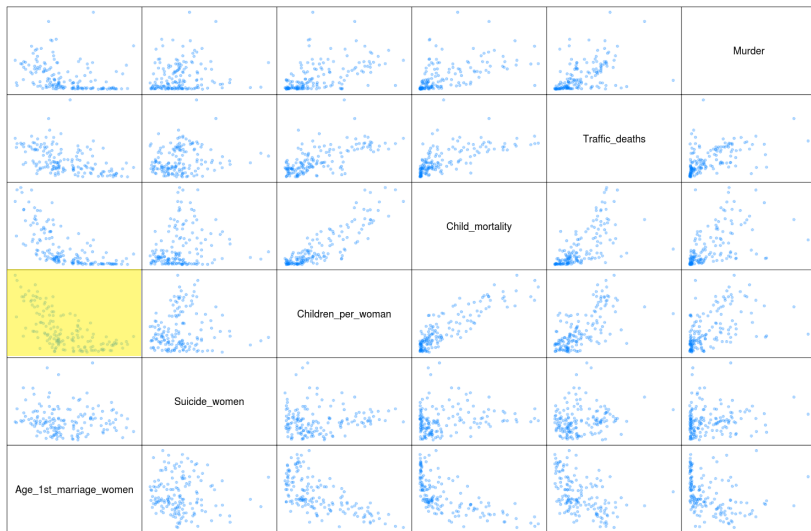 Murder
Traffic_deaths
Child_mortality
Children_per_woman
Suicide_women
Age_1st_marriage_women